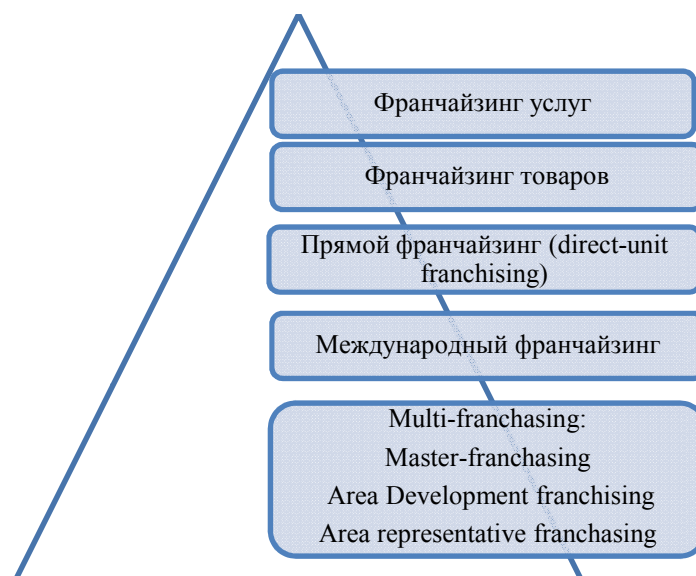 Франчайзинг услуг
Франчайзинг товаров
Прямой франчайзинг (direct-unit
franchising)
Международный франчайзинг
Multi-franchasing:
Master-franchasing
Area Development franchising
Area representative franchasing